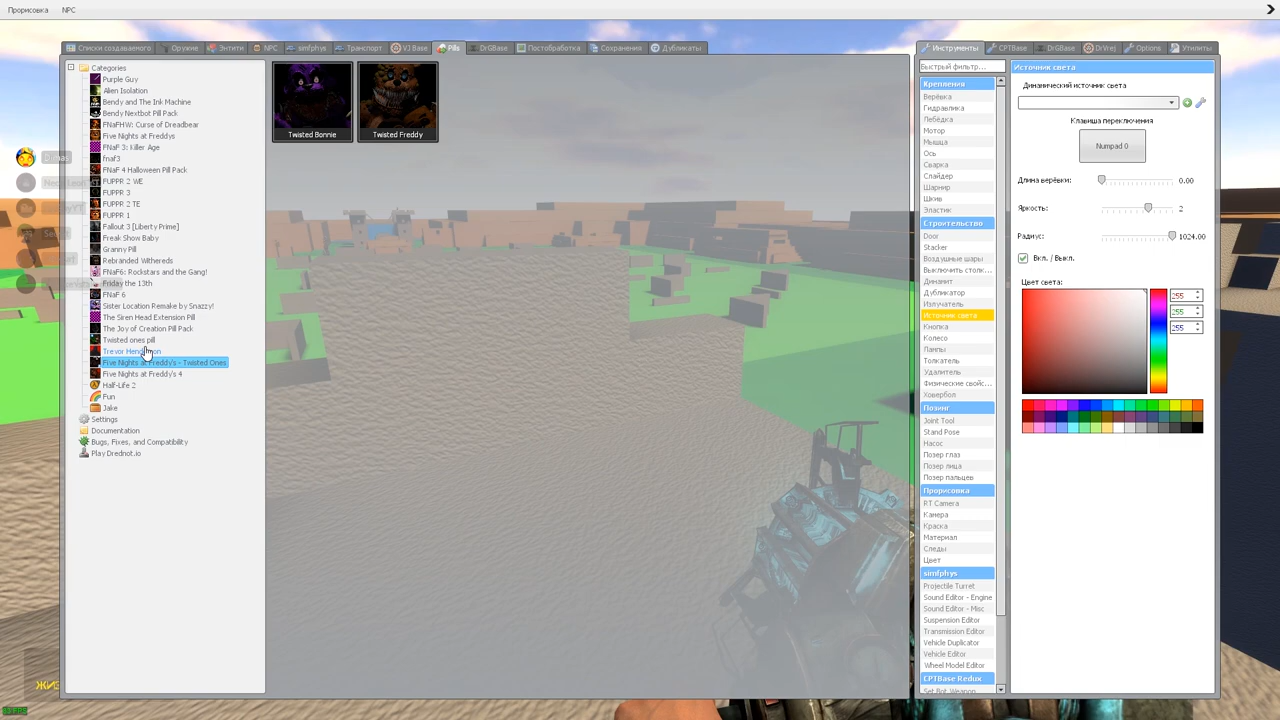 Прорисовка NPC
Списки создаваемого Оружие Энтити NPC simfphys Транспорт VJ Base Pills DrGBase Постобработка Сохранения Дубликаты
Categories
Purple Guy
Alien Isolation
Bendy and The Ink Machine
Bendy Nextbot Pill Pack
FNaFHW: Curse of Dreadbear
Five Nights at Freddys
FNaF 3: Killer Age
fnaf3
FNaF 4 Halloween Pill Pack
FUPPR 2 WE
FUPPR 3
FUPPR 2 TE
FUPPR 1
Fallout 3 [Liberty Prime]
Freak Show Baby
Granny Pill
Rebranded Withereds
FNaF6: Rockstars and the Gang!
Friday the 13th
FNaF 6
Sister Location Remake by Snazzy!
The Siren Head Extension Pill
The Joy of Creation Pill Pack
Twisted ones pill
Trevor
Five Nights at Freddy's - Twisted Ones
Five Nights at Freddy's 4
Half-Life 2
Fun
Jake
Settings
Documentation
Bugs, Fixes, and Compatibility
Play Drednot.io
Twisted Bonnie
Twisted Freddy
Инструменты CPTBase DrGBase DrVrej Options Утилиты
Быстрый фильтр...
Крепления
Верёвка
Гидравлика
Лебёдка
Мотор
Мышца
Ось
Сварка
Слайдер
Шарнир
Шкив
Эластик
Строительство
Door
Stacker
Воздушные шары
Выключить столк...
Динамит
Дубликатор
Излучатель
Источник света
Кнопка
Колесо
Лампы
Толкатель
Удалитель
Физические свойс...
Ховербол
Позинг
Joint Tool
Stand Pose
Насос
Позер глаз
Позер лица
Позер пальцев
Прорисовка
RT Camera
Камера
Краска
Материал
Следы
Цвет
simfphys
Projectile Turret
Sound Editor - Engine
Sound Editor - Misc
Suspension Editor
Transmission Editor
Vehicle Duplicator
Vehicle Editor
Wheel Model Editor
CPTBase Redux
Set Bot Weapon
Источник света
Динамический источник света
Клавиша переключения
Numpad 0
Длина верёвки: 0.00
Яркость: 2
Радиус: 1024.00
Вкл. / Выкл.
Цвет света:
255
255
255